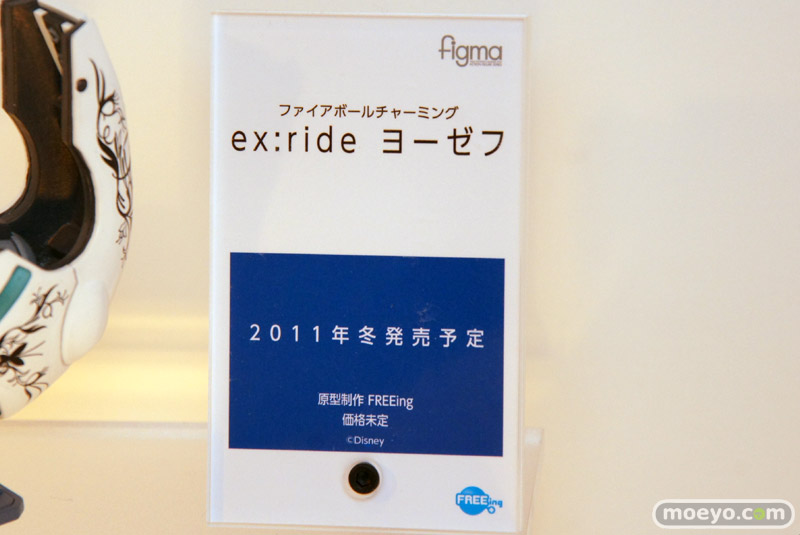 figma
ファイアボールチャーミング
ex:ride ヨーゼフ
2011年冬発売予定
原型制作 FREEing
価格未定
©Disney
FREEing
moeyo.com